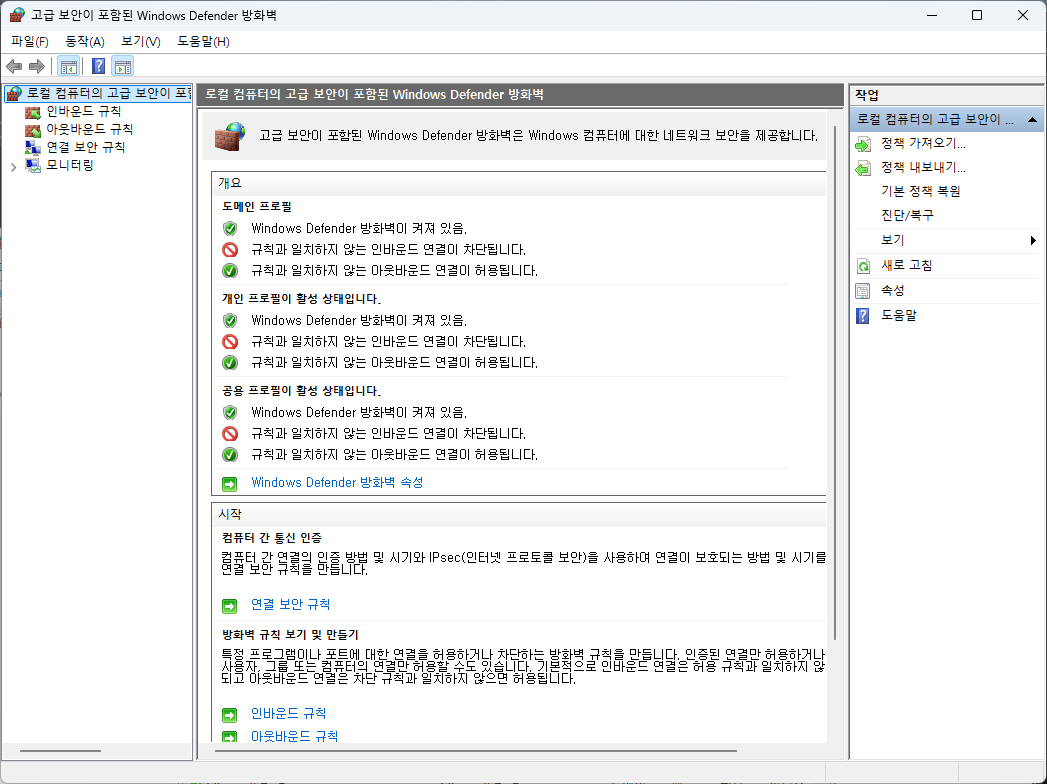 고급 보안이 포함된 Windows Defender 방화벽
파일(F) 동작(A) 보기(V) 도움말(H)
로컬 컴퓨터의 고급 보안이 포함
인바운드 규칙
아웃바운드 규칙
연결 보안 규칙
모니터링
로컬 컴퓨터의 고급 보안이 포함된 Windows Defender 방화벽
고급 보안이 포함된 Windows Defender 방화벽은 Windows 컴퓨터에 대한 네트워크 보안을 제공합니다.
개요
도메인 프로필
Windows Defender 방화벽이 켜져 있음.
규칙과 일치하지 않는 인바운드 연결이 차단됩니다.
규칙과 일치하지 않는 아웃바운드 연결이 허용됩니다.
개인 프로필이 활성 상태입니다.
Windows Defender 방화벽이 켜져 있음.
규칙과 일치하지 않는 인바운드 연결이 차단됩니다.
규칙과 일치하지 않는 아웃바운드 연결이 허용됩니다.
공용 프로필이 활성 상태입니다.
Windows Defender 방화벽이 켜져 있음.
규칙과 일치하지 않는 인바운드 연결이 차단됩니다.
규칙과 일치하지 않는 아웃바운드 연결이 허용됩니다.
Windows Defender 방화벽 속성
시작
컴퓨터 간 통신 인증
컴퓨터 간 연결의 인증 방법 및 시기와 IPsec(인터넷 프로토콜 보안)을 사용하여 연결이 보호되는 방법 및 시기를
연결 보안 규칙을 만듭니다.
연결 보안 규칙
방화벽 규칙 보기 및 만들기
특정 프로그램이나 포트에 대한 연결을 허용하거나 차단하는 방화벽 규칙을 만듭니다. 인증된 연결만 허용하거나
사용자, 그룹 또는 컴퓨터의 연결만 허용할 수도 있습니다. 기본적으로 인바운드 연결은 허용 규칙과 일치하지 않
되고 아웃바운드 연결은 차단 규칙과 일치하지 않으면 허용됩니다.
인바운드 규칙
아웃바운드 규칙
작업
로컬 컴퓨터의 고급 보안이 ...
정책 가져오기...
정책 내보내기...
기본 정책 복원
진단/복구
보기
새로 고침
속성
도움말